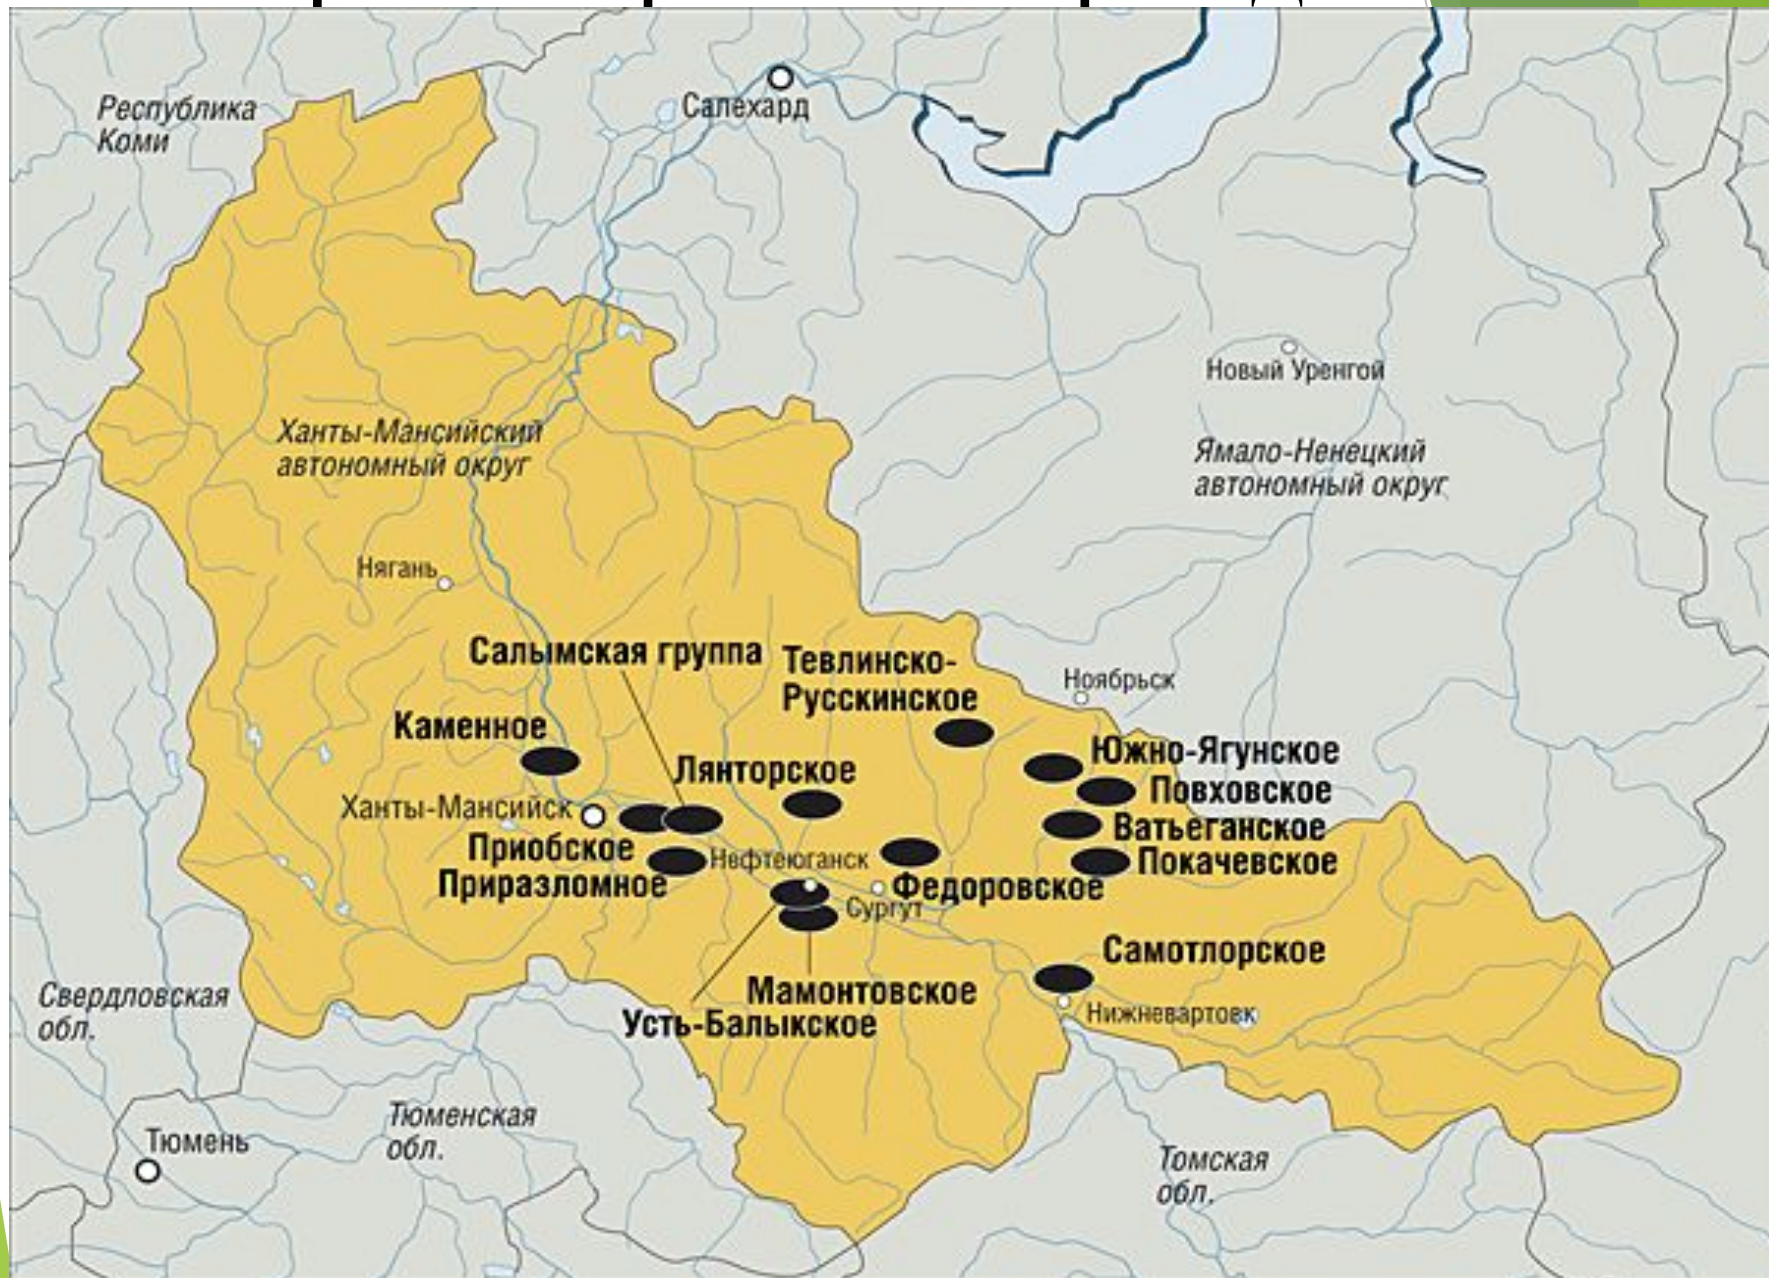 Республика
Коми
Салехард
Новый Уренгой
Ханты-Мансийский
автономный округ
Ямало-Ненецкий
автономный округ
Нягань
Салымская группа
Тевлинско-
Русскинское
Ноябрьск
Каменное
Южно-Ягунское
Лянторское
Повховское
Ханты-Мансийск
Ватьеганское
Приобское
Нефтеюганск
Покачевское
Приразломное
Федоровское
Сургут
Самотлорское
Мамонтовское
Нижневартовк
Усть-Балыкское
Свердловская
обл.
Тюменская
обл.
Тюмень
Томская
обл.